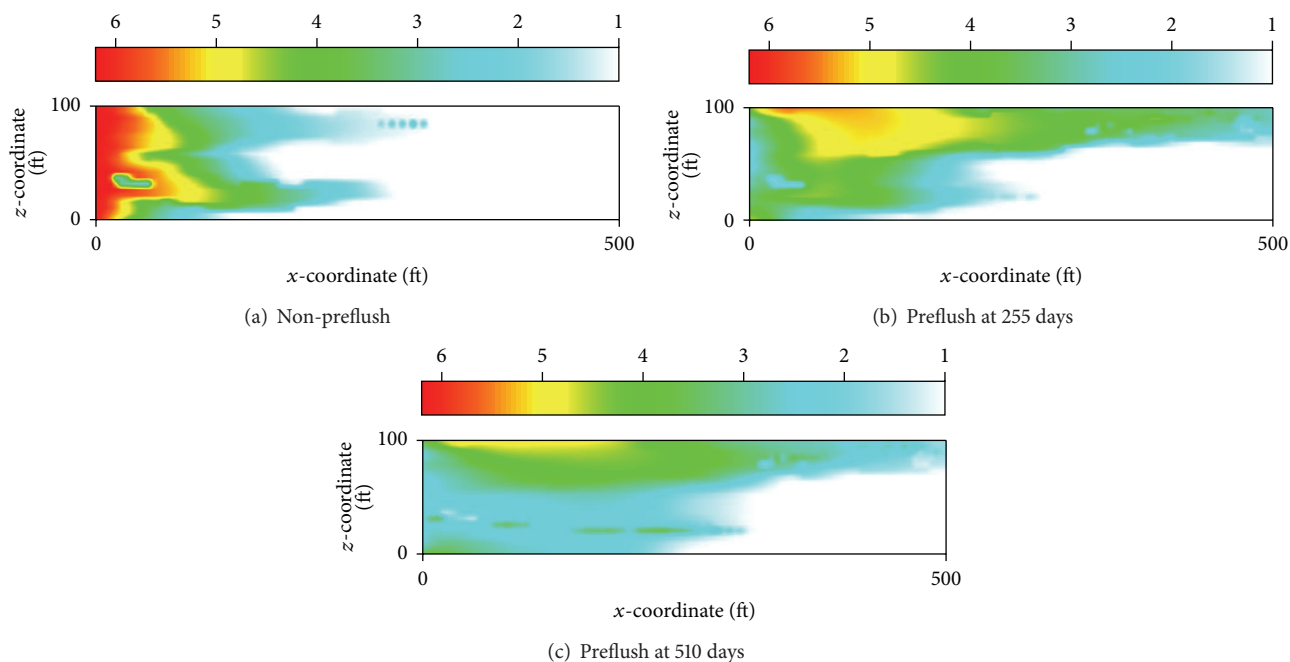 6 5 4 3 2 1
100
0
z-coordinate
(ft)
0 500
x-coordinate (ft)
(a) Non-preflush
6 5 4 3 2 1
100
0
z-coordinate
(ft)
0 500
x-coordinate (ft)
(b) Preflush at 255 days
6 5 4 3 2 1
100
0
z-coordinate
(ft)
0 500
x-coordinate (ft)
(c) Preflush at 510 days